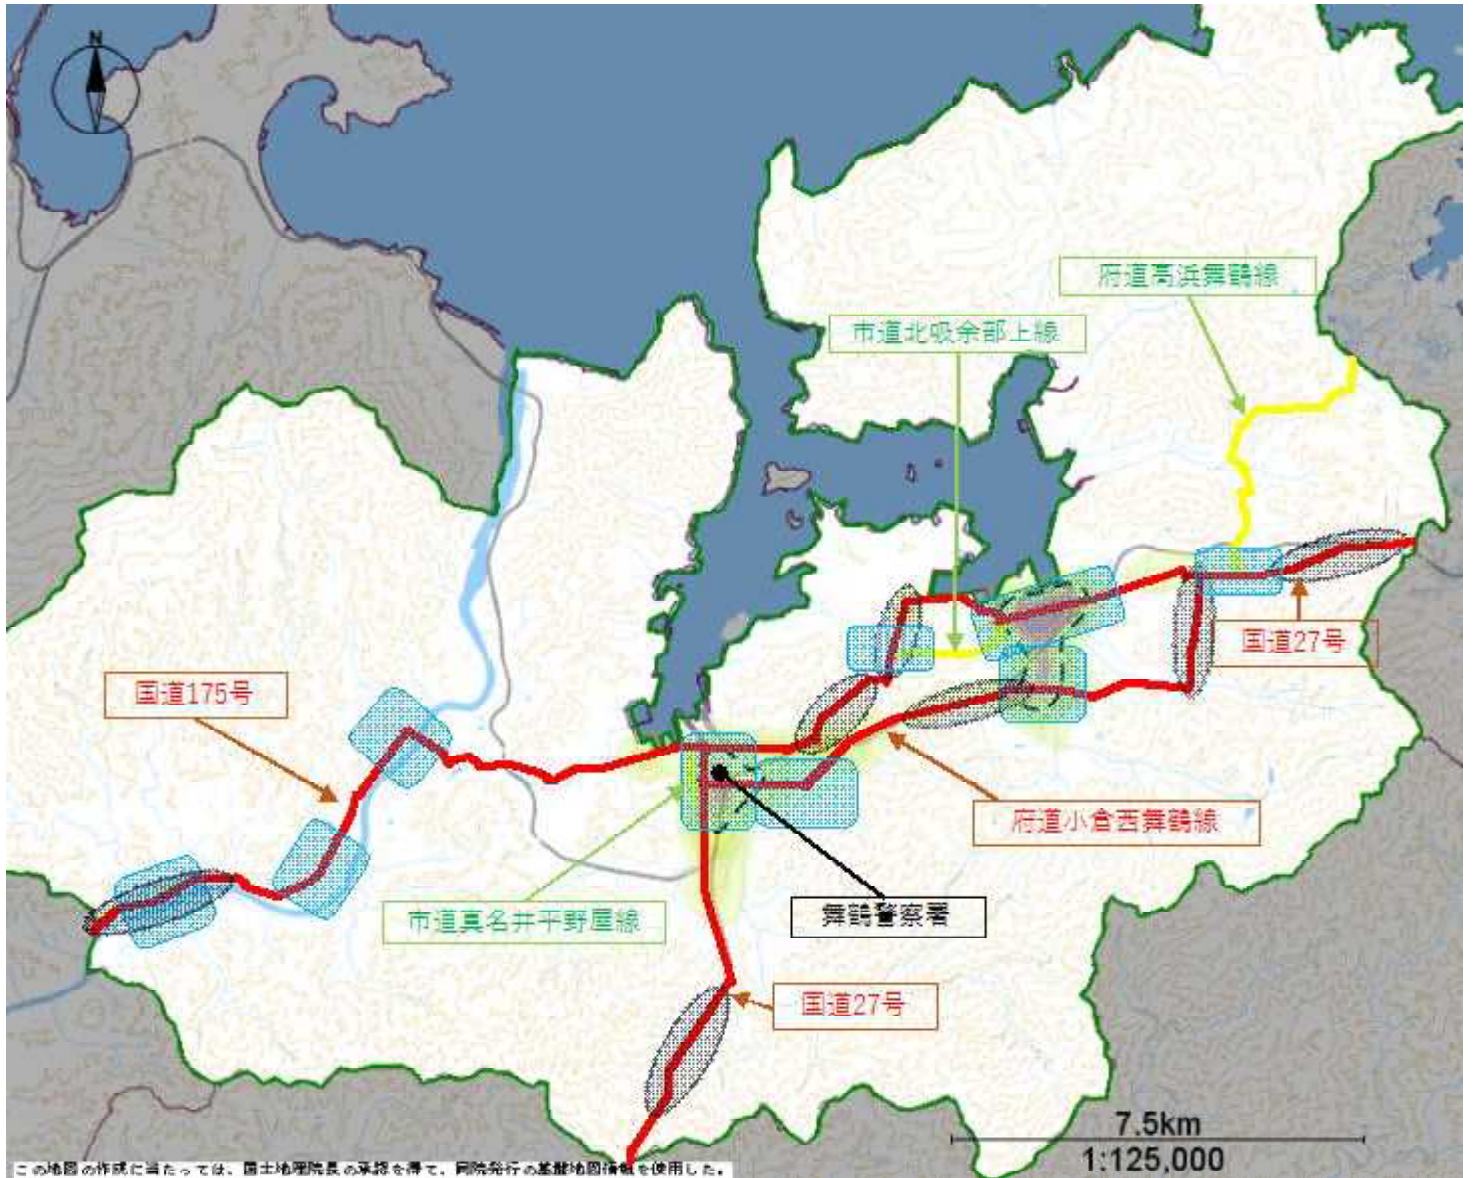 N
府道高浜舞鶴線
市道北吸余部上線
国道27号
国道175号
府道小倉西舞鶴線
市道真名井平野屋線
舞鶴警察署
国道27号
7.5km
1:125,000
この地図の作成に当たっては、国土地理院長の承認を得て、同院発行の基盤地図情報を使用した。